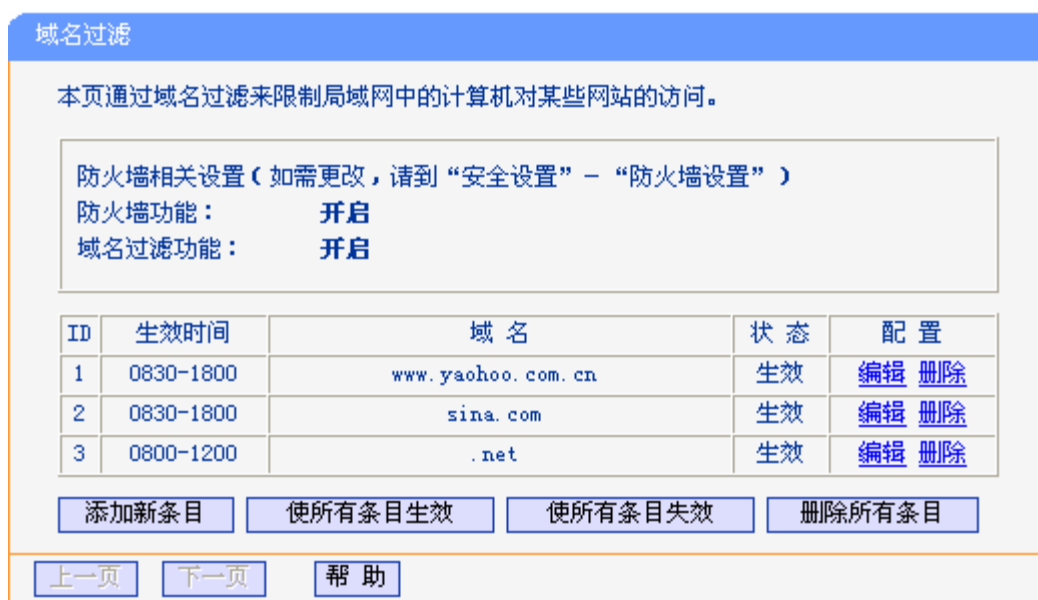 域名过滤
本页通过域名过滤来限制局域网中的计算机对某些网站的访问。
防火墙相关设置(如需更改,请到“安全设置”-“防火墙设置”)
防火墙功能: 开启
域名过滤功能: 开启
ID 生效时间 域 名 状 态 配 置
1 0830-1800 www.yaohoo.com.cn 生效 编辑 删除
2 0830-1800 sina.com 生效 编辑 删除
3 0800-1200 .net 生效 编辑 删除
添加新条目 使所有条目生效 使所有条目失效 删除所有条目
上一页 下一页 帮 助